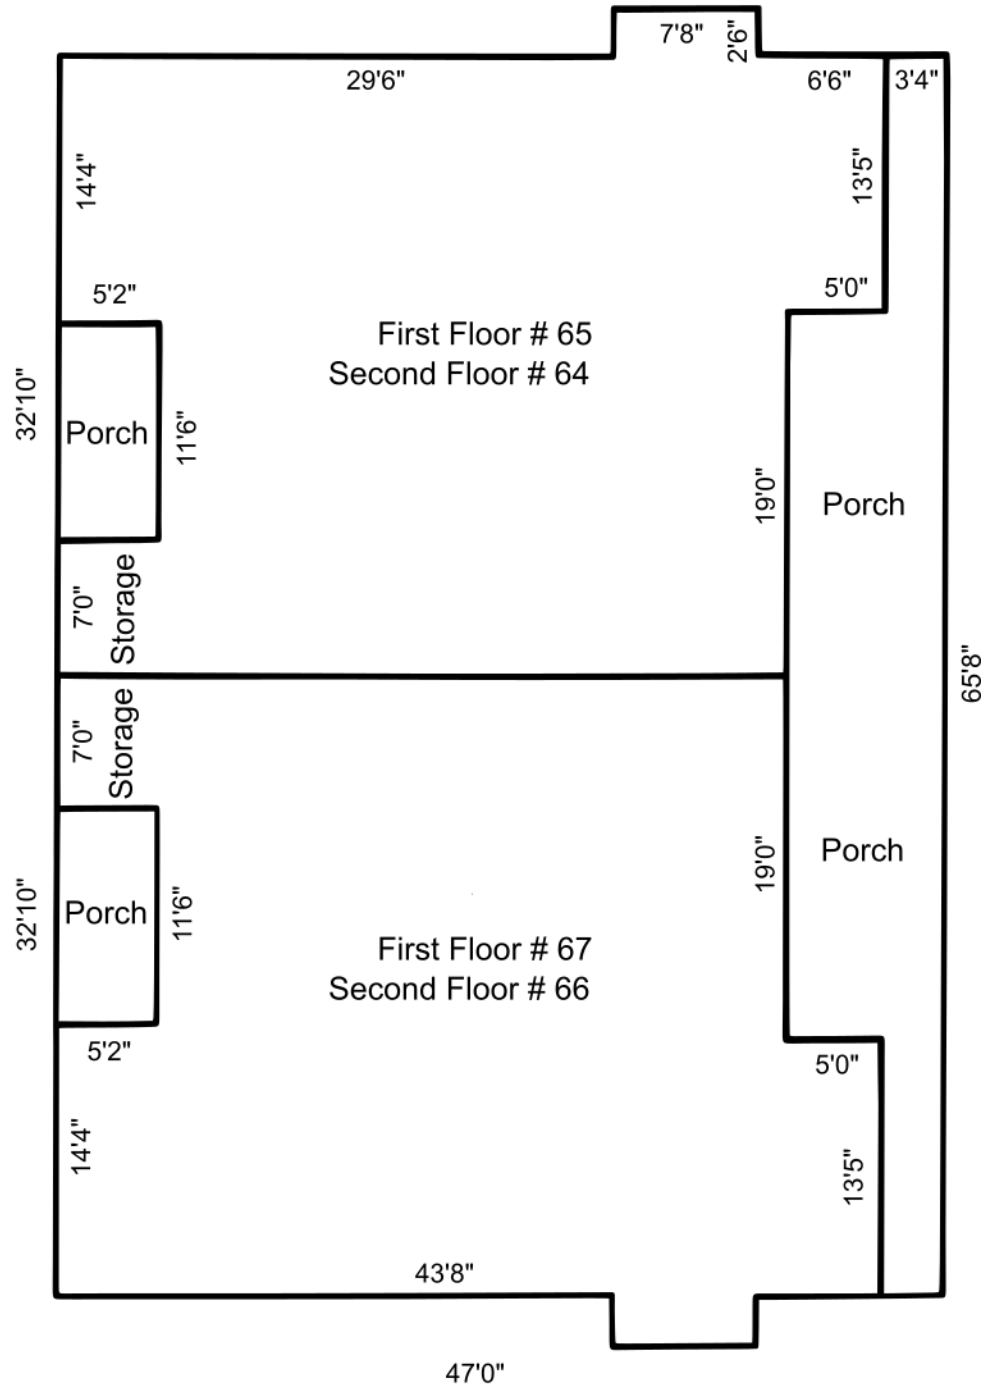 7'8"
2'6"
29'6"
6'6"
3'4"
14'4"
13'5"
5'2"
5'0"
First Floor # 65
Second Floor # 64
32'10"
Porch
11'6"
19'0"
Porch
7'0"
Storage
65'8"
7'0"
Storage
19'0"
Porch
32'10"
Porch
11'6"
First Floor # 67
Second Floor # 66
5'2"
5'0"
14'4"
13'5"
43'8"
47'0"